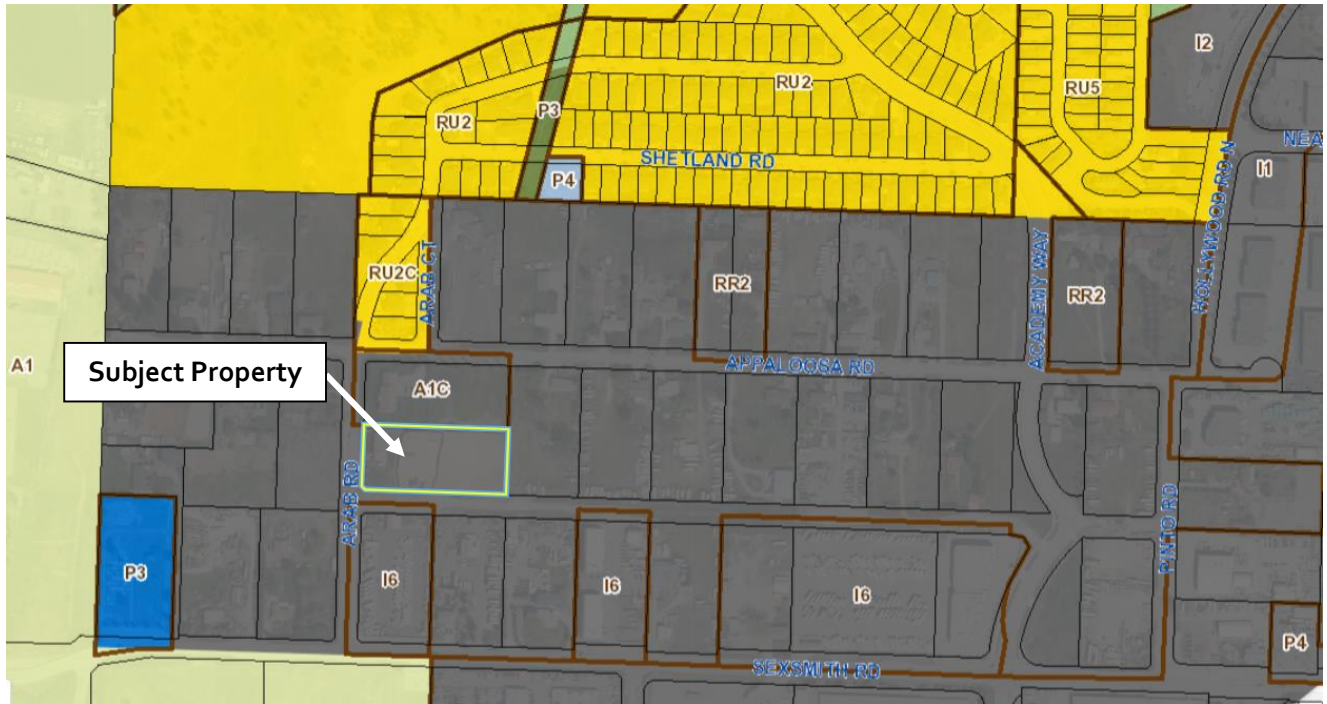 I2
RU2
RU5
P3
RU2
NEA
SHETLAND RD
I1
P4
HOLLYWOOD RD N
ARAB CT
ACADEMY WAY
RU2C
RR2
RR2
A1
Subject Property
APPALOOSA RD
A1C
ARAB RD
PINTO RD
P3
I6
I6
I6
P4
SEXSMITH RD